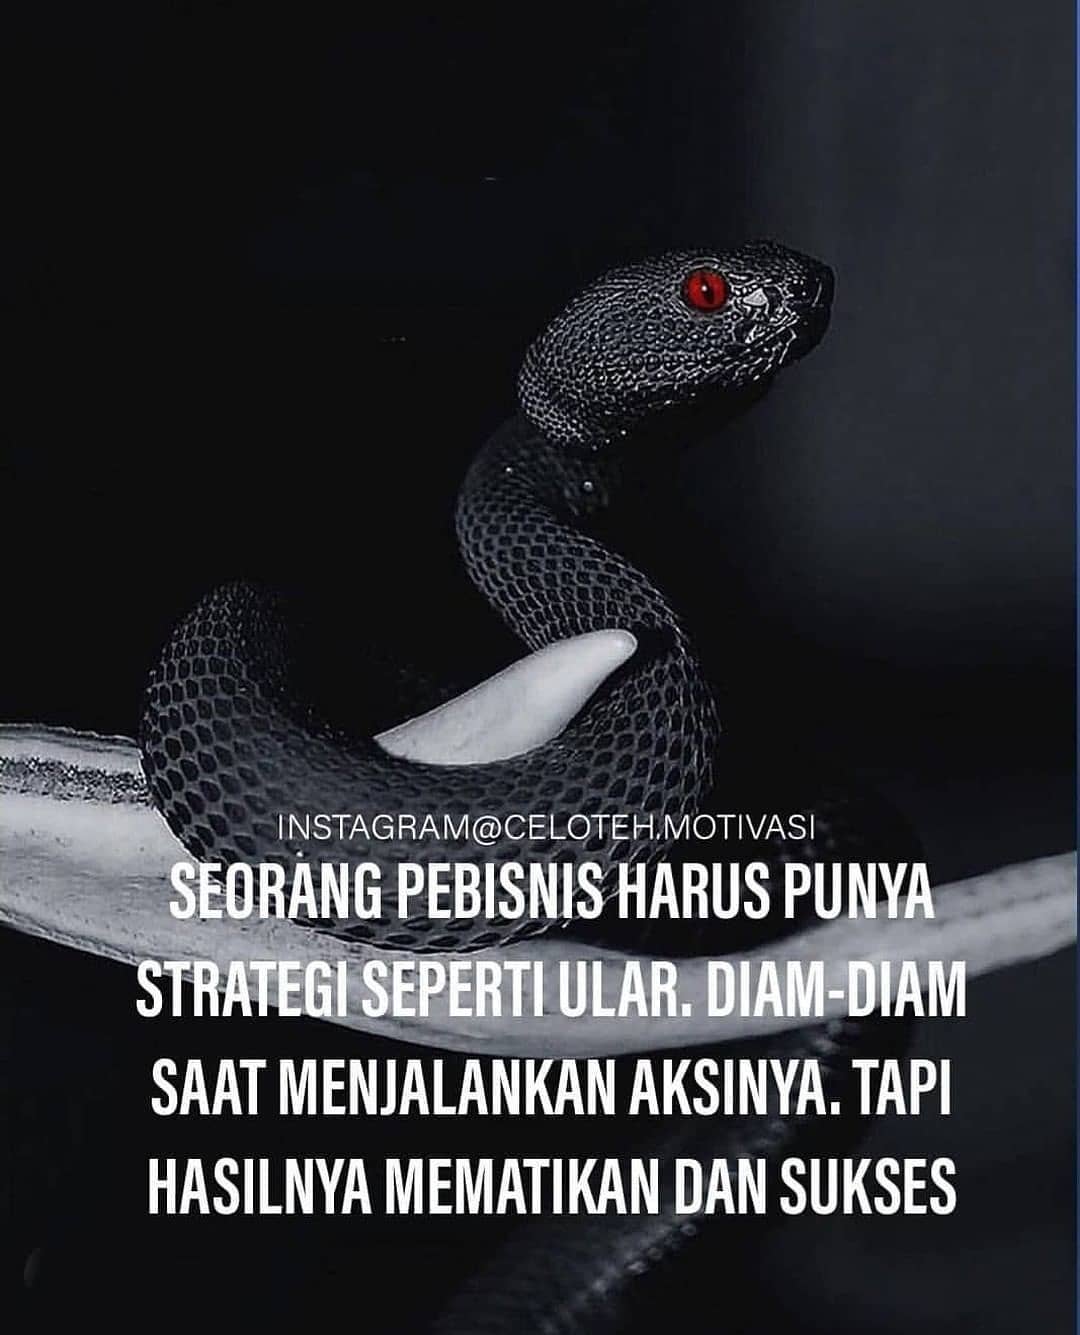 INSTAGRAM@CELOTEH.MOTIVASI
SEORANG PEBISNIS HARUS PUNYA
STRATEGI SEPERTI ULAR. DIAM-DIAM
SAAT MENJALANKAN AKSINYA. TAPI
HASILNYA MEMATIKAN DAN SUKSES